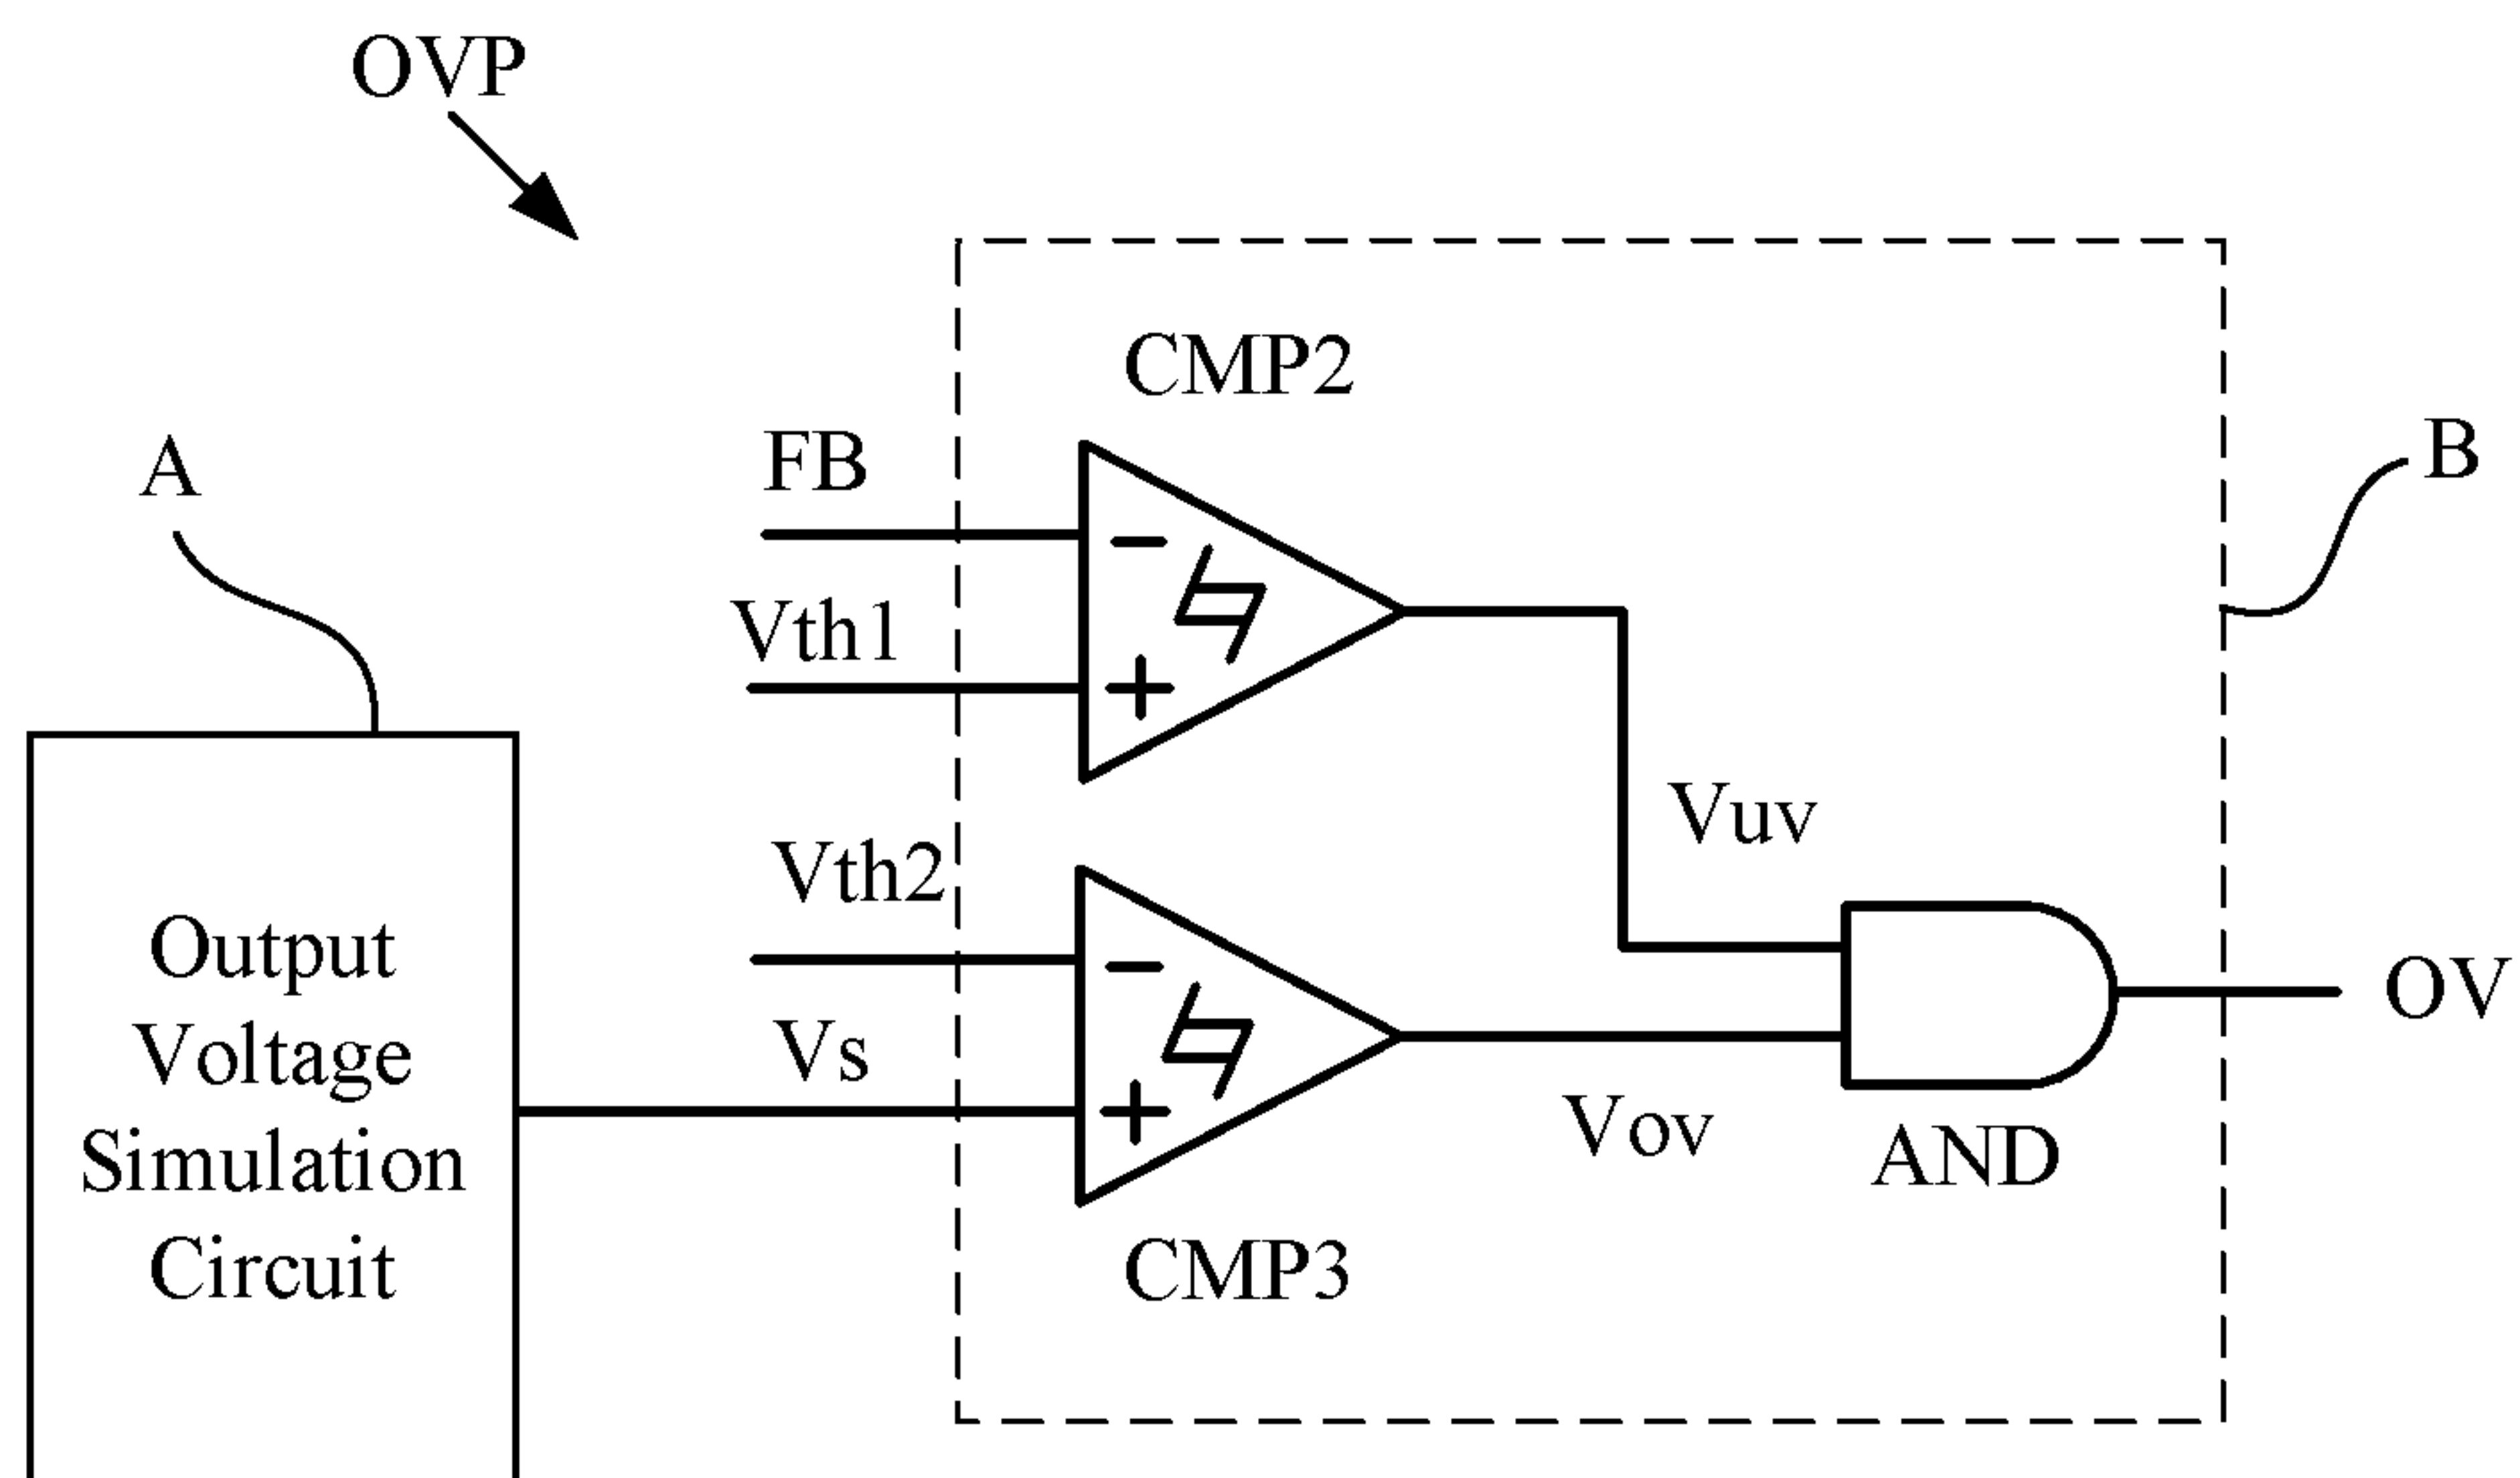 OVP
CMP2
FB
A
B
Vth1
Vuv
Vth2
Output
Voltage
Simulation
Circuit
OV
Vs
Vov
AND
CMP3